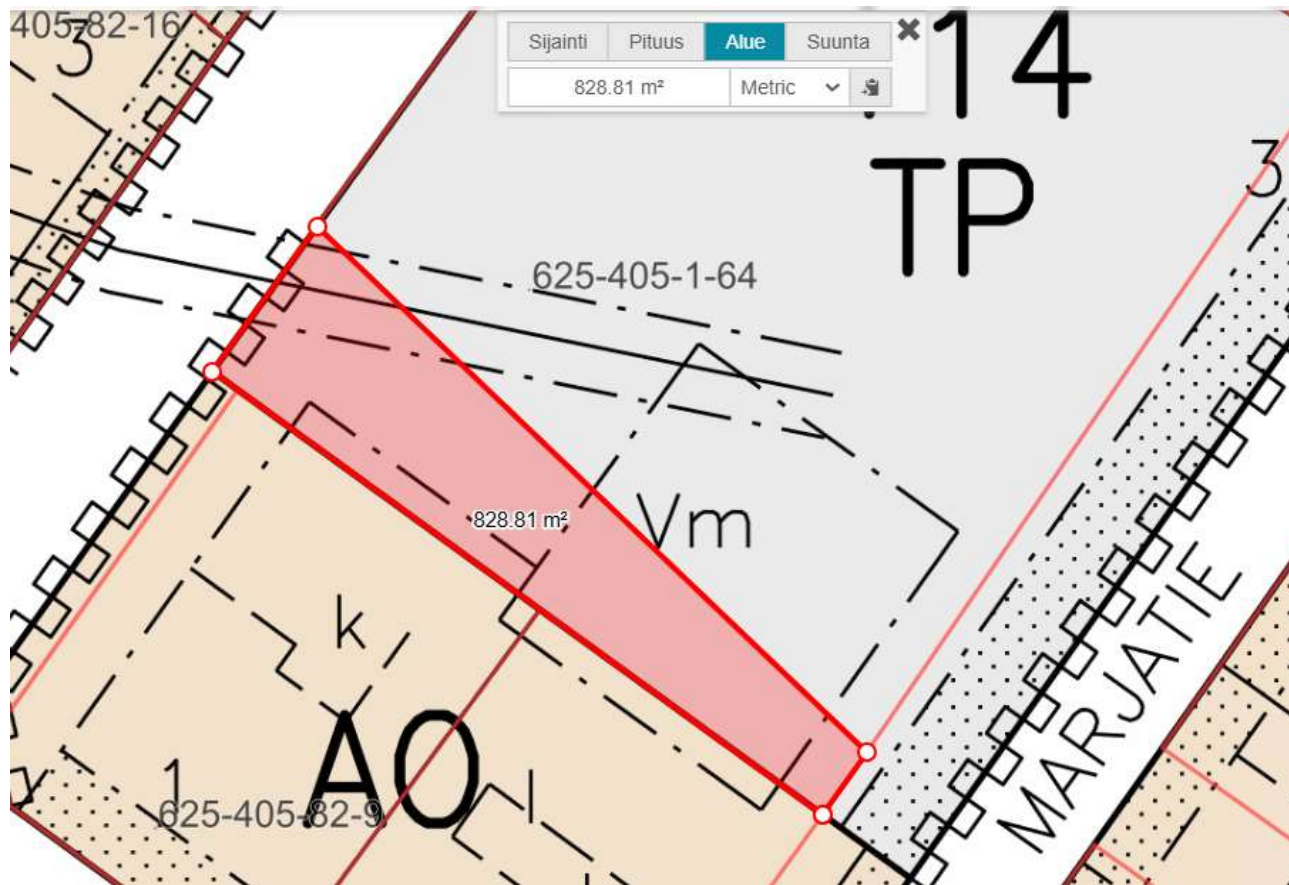 405-82-16
3
Sijainti Pituus Alue Suunta
828.81 m² Metric
114
TP
3
625-405-1-64
828.81 m²
Vm
k
AO
1
625-405-82-9
MARJATIE